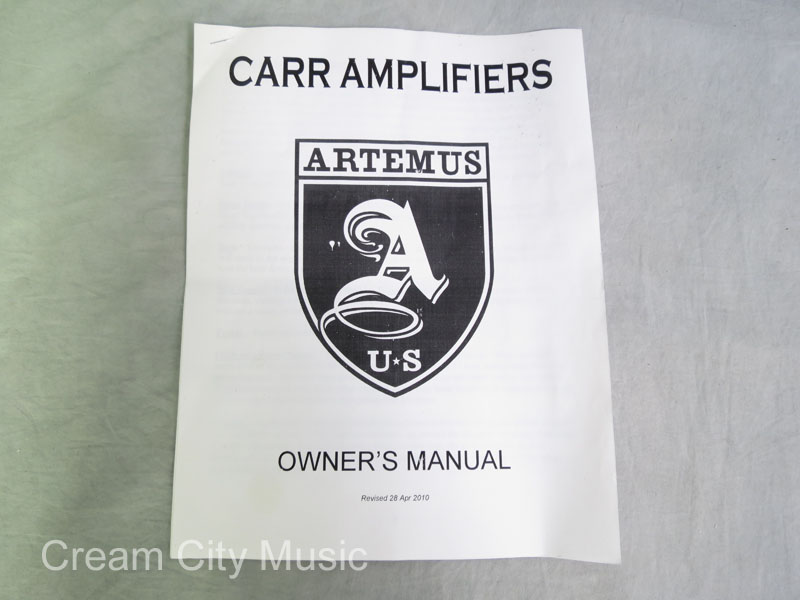 CARR AMPLIFIERS
ARTEMUS
A
U★S
OWNER'S MANUAL
Revised 28 Apr 2010
Cream City Music